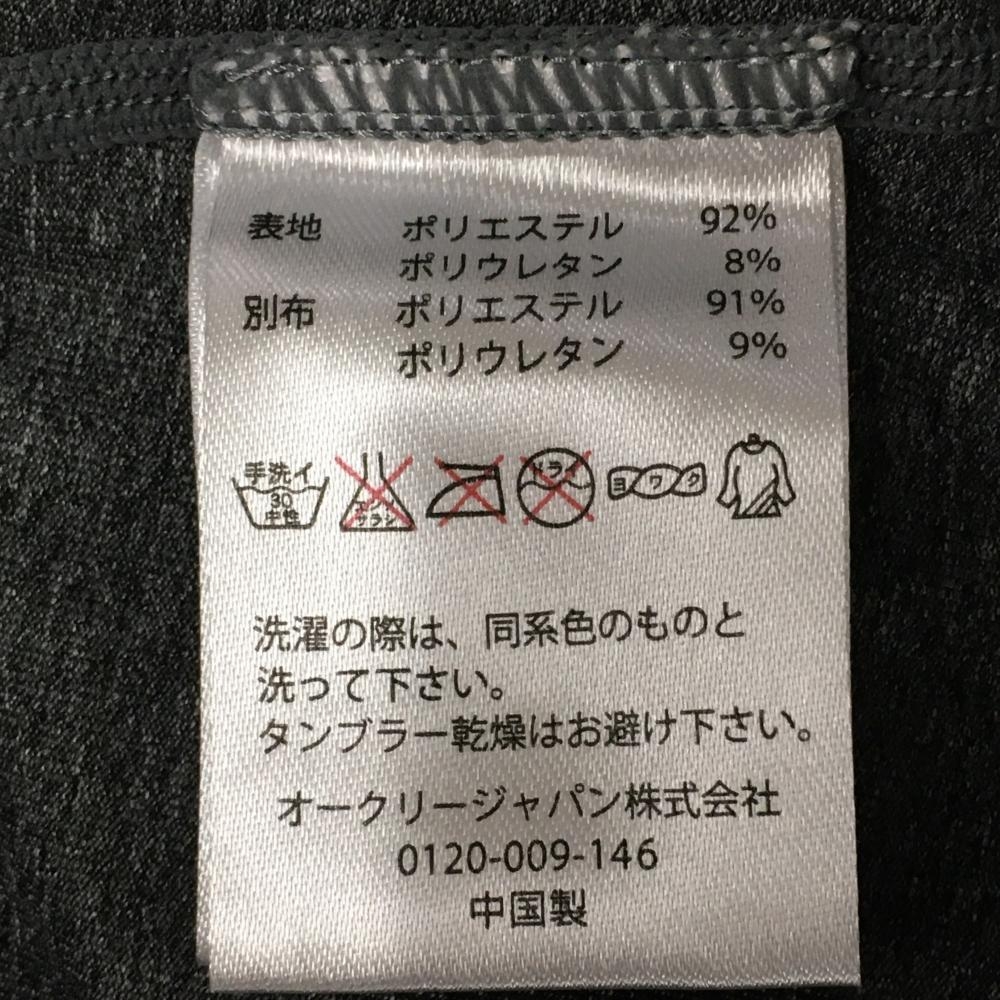 表地 ポリエステル 92%
ポリウレタン 8%
別布 ポリエステル 91%
ポリウレタン 9%
手洗イ
30
中性
エンソ
サラシ
ドライ
ヨワク
洗濯の際は、同系色のものと
洗って下さい。
タンブラー乾燥はお避け下さい。
オークリージャパン株式会社
0120-009-146
中国製